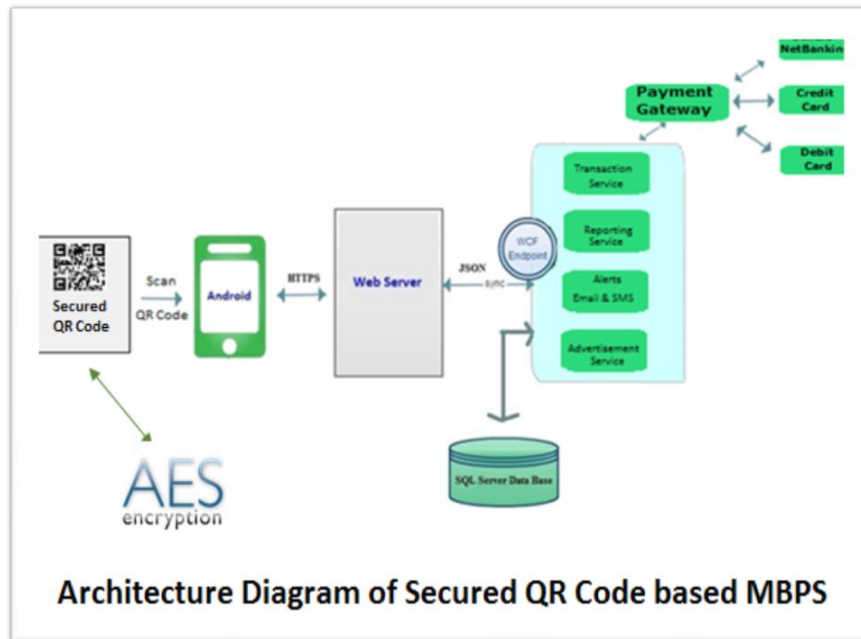 NetBankin
Payment
Gateway
Credit
Card
Debit
Card
Transaction
Service
Reporting
Service
WCF
Endpoint
Alerts
Email & SMS
Advertisement
Service
JSON
sync
Web Server
HTTPS
Android
Scan
QR Code
Secured
QR Code
AES
encryption
SQL Server Data Base
Architecture Diagram of Secured QR Code based MBPS